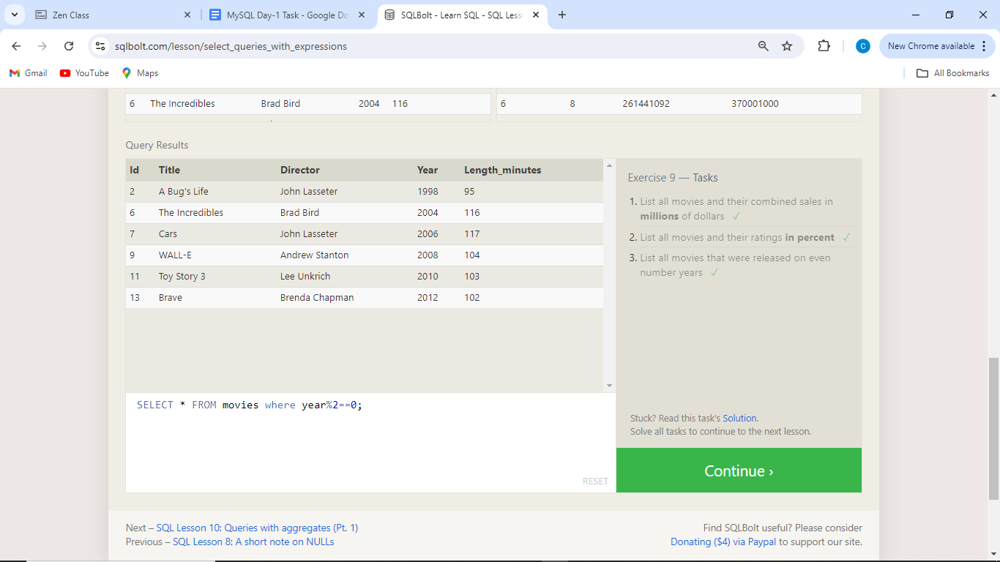 Zen Class
MySQL Day-1 Task - Google Do
SQLBolt - Learn SQL - SQL Less
sqlbolt.com/lesson/select_queries_with_expressions
C
New Chrome available
Gmail
YouTube
Maps
All Bookmarks
6 The Incredibles Brad Bird 2004 116
6 8 261441092 370001000
Query Results
Id Title Director Year Length_minutes
2 A Bug's Life John Lasseter 1998 95
6 The Incredibles Brad Bird 2004 116
7 Cars John Lasseter 2006 117
9 WALL-E Andrew Stanton 2008 104
11 Toy Story 3 Lee Unkrich 2010 103
13 Brave Brenda Chapman 2012 102
SELECT * FROM movies where year%2==0;
RESET
Exercise 9 — Tasks
1. List all movies and their combined sales in
millions of dollars ✓
2. List all movies and their ratings in percent ✓
3. List all movies that were released on even
number years ✓
Stuck? Read this task's Solution.
Solve all tasks to continue to the next lesson.
Continue ›
Next – SQL Lesson 10: Queries with aggregates (Pt. 1)
Previous – SQL Lesson 8: A short note on NULLs
Find SQLBolt useful? Please consider
Donating ($4) via Paypal to support our site.